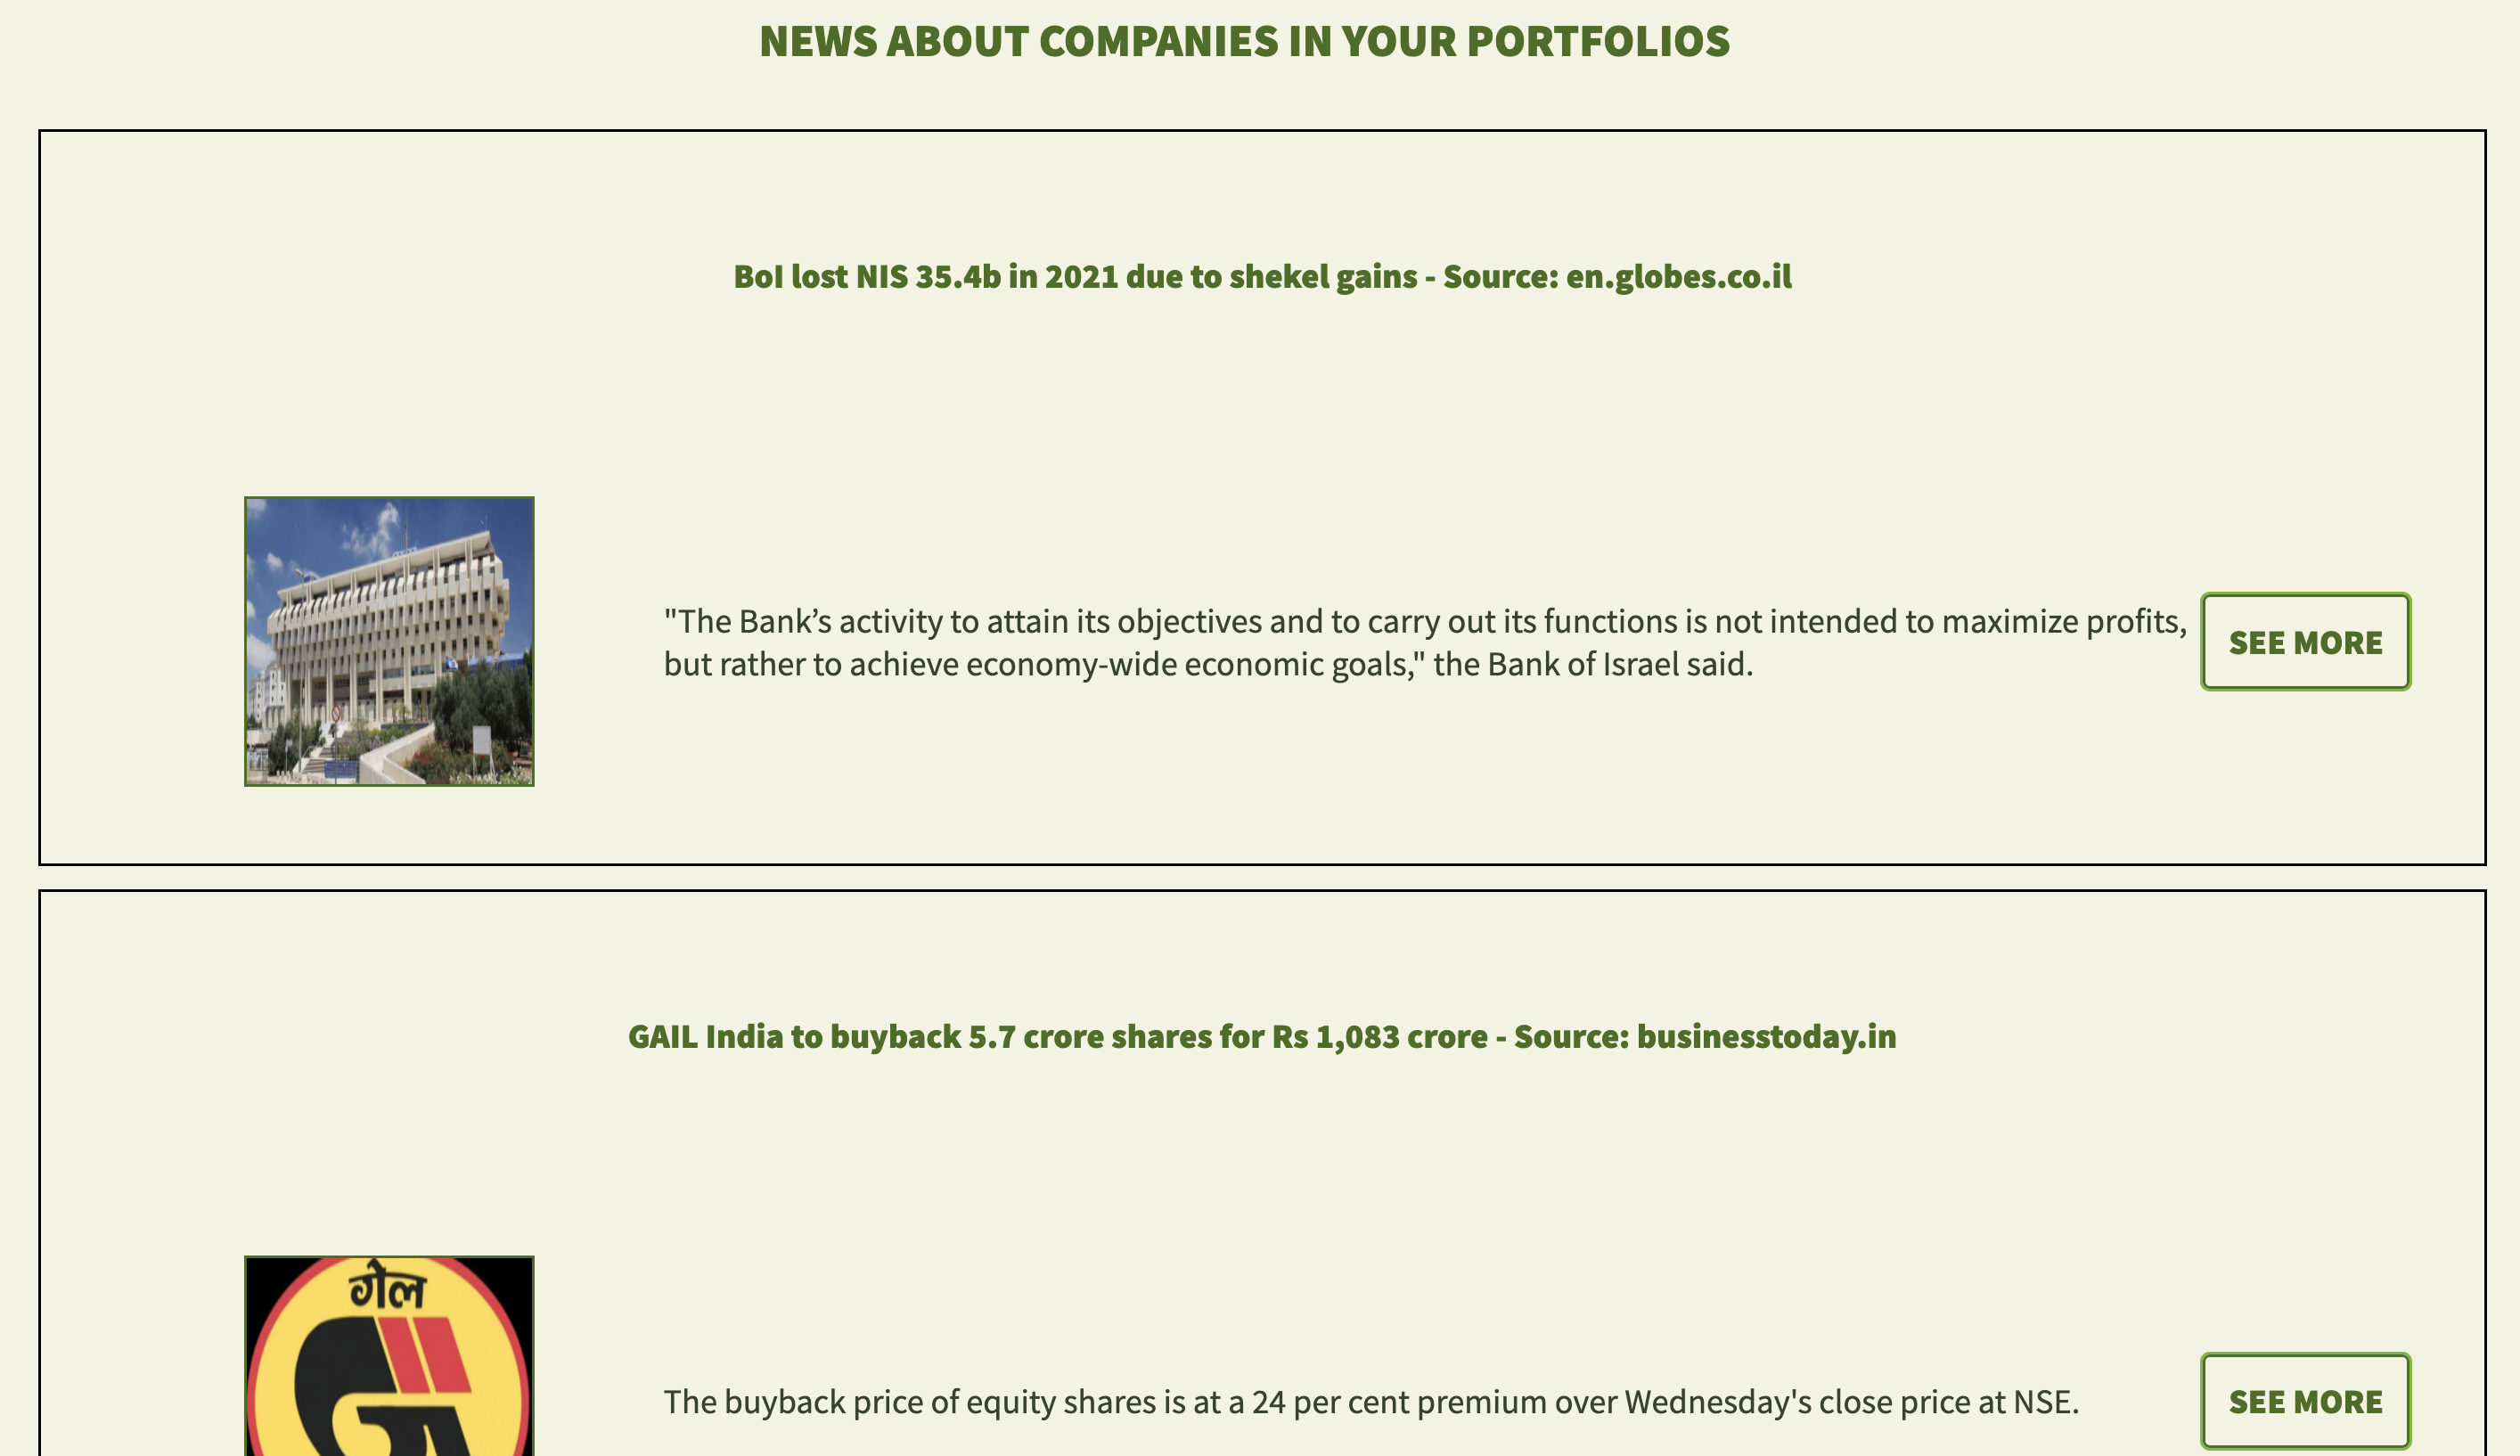 NEWS ABOUT COMPANIES IN YOUR PORTFOLIOS
BoI lost NIS 35.4b in 2021 due to shekel gains - Source: en.globes.co.il
"The Bank’s activity to attain its objectives and to carry out its functions is not intended to maximize profits,
but rather to achieve economy-wide economic goals," the Bank of Israel said.
SEE MORE
GAIL India to buyback 5.7 crore shares for Rs 1,083 crore - Source: businesstoday.in
गेल
The buyback price of equity shares is at a 24 per cent premium over Wednesday's close price at NSE.
SEE MORE